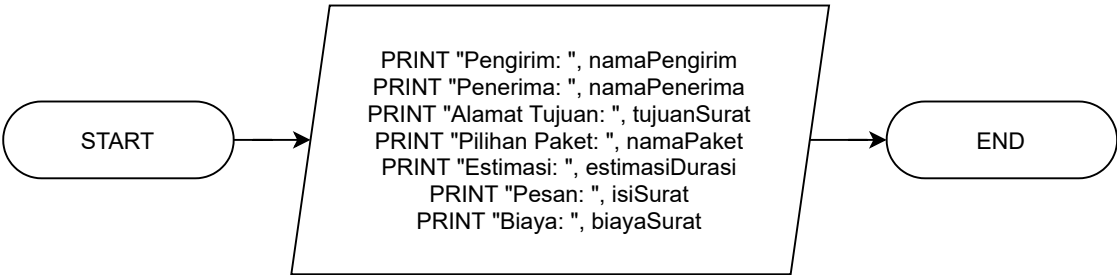 START
PRINT "Pengirim: ", namaPengirim
PRINT "Penerima: ", namaPenerima
PRINT "Alamat Tujuan: ", tujuanSurat
PRINT "Pilihan Paket: ", namaPaket
PRINT "Estimasi: ", estimasiDurasi
PRINT "Pesan: ", isiSurat
PRINT "Biaya: ", biayaSurat
END